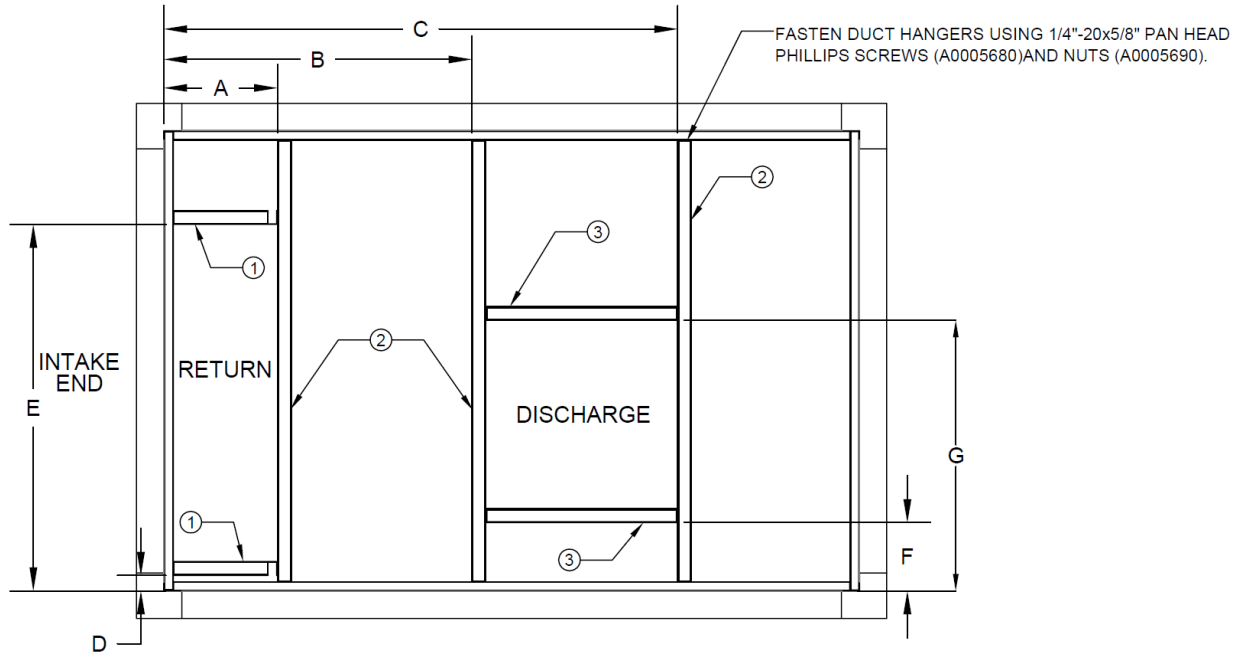 C
FASTEN DUCT HANGERS USING 1/4"-20x5/8" PAN HEAD
PHILLIPS SCREWS (A0005680)AND NUTS (A0005690).
B
A
2
3
1
INTAKE
END
RETURN
2
E
DISCHARGE
G
1
3
F
D